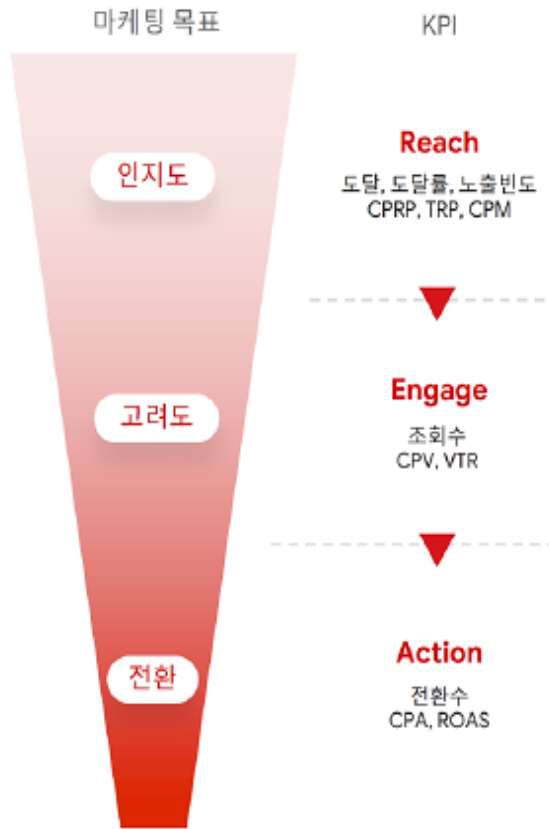 마케팅 목표
KPI
인지도
Reach
도달, 도달률, 노출빈도
CPRP, TRP, CPM
고려도
Engage
조회수
CPV, VTR
전환
Action
전환수
CPA, ROAS